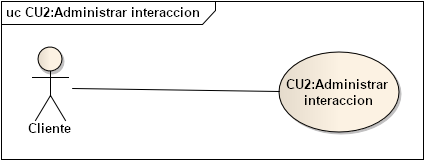 uc CU2:Administrar interaccion
CU2:Administrar
interaccion
Cliente